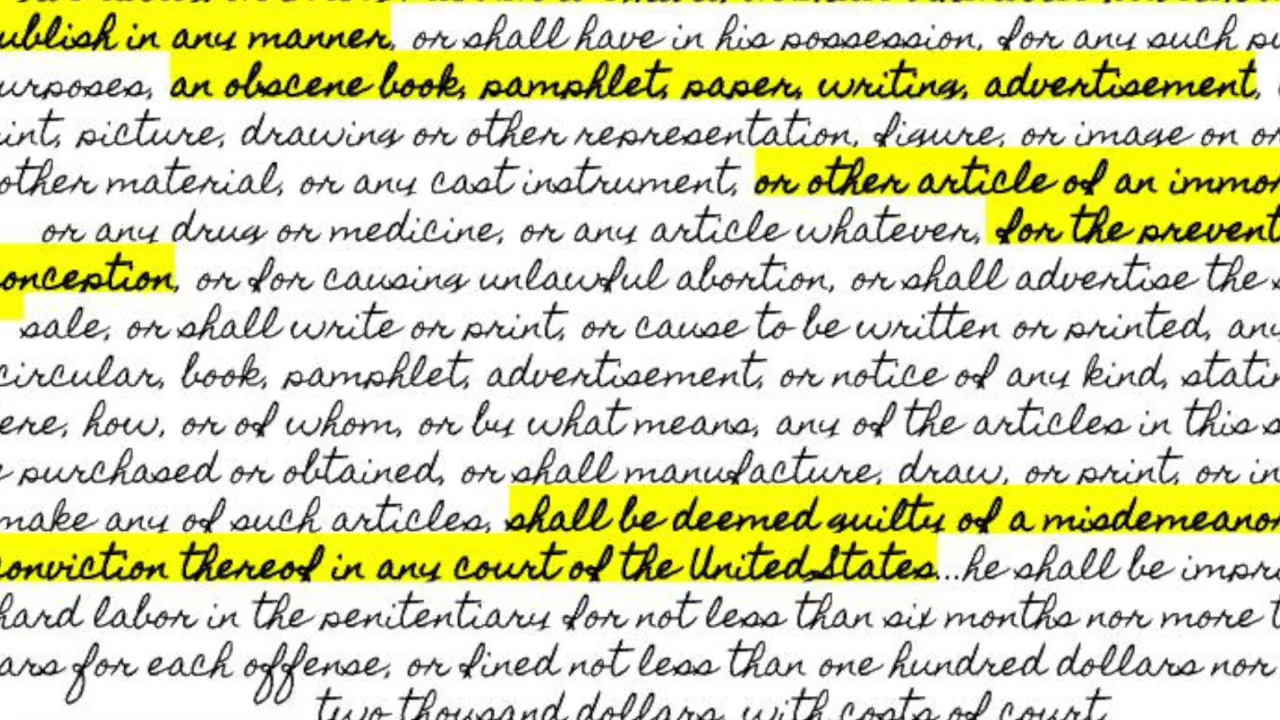 ublish in any manner, or shall have in his possession, for any such pu
urposes, an obscene book, pamphlet, paper, writing, advertisement,
int, picture, drawing or other representation, figure, or image on or
other material, or any cast instrument, or other article of an immor
or any drug or medicine, or any article whatever, for the prevent
onception, or for causing unlawful abortion, or shall advertise the s
sale, or shall write or print, or cause to be written or printed, any
circular, book, pamphlet, advertisement, or notice of any kind, statin
ere, how, or of whom, or by what means, any of the articles in this s
purchased or obtained, or shall manufacture, draw, or print, or in
make any of such articles, shall be deemed guilty of a misdemeanor
onviction thereof in any court of the United States...he shall be impri
hard labor in the penitentiary for not less than six months nor more t
ars for each offense, or fined not less than one hundred dollars nor
two thousand dollars, with costs of court.